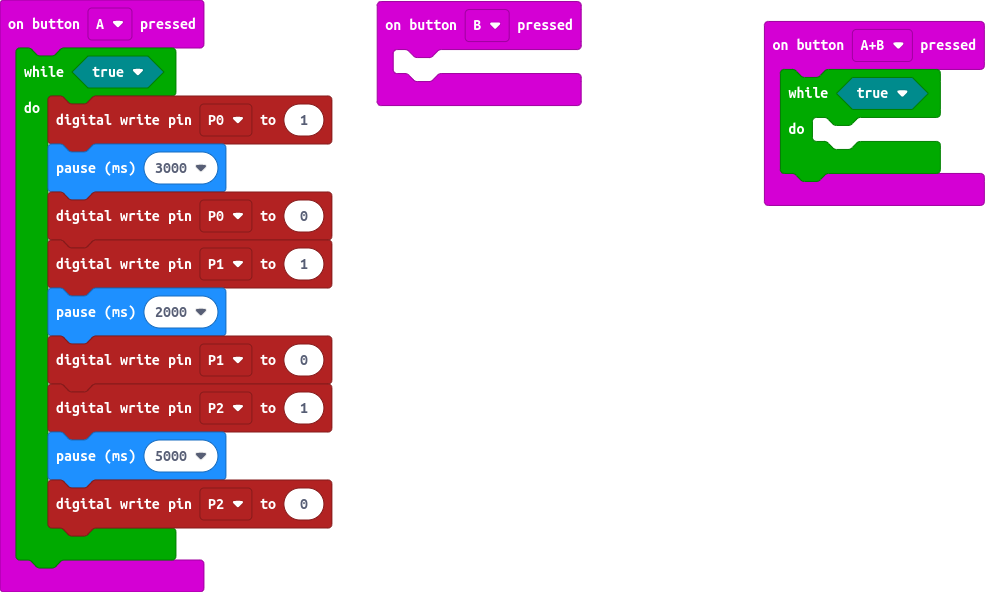 on button A pressed
while true
do
digital write pin P0 to 1
pause (ms) 3000
digital write pin P0 to 0
digital write pin P1 to 1
pause (ms) 2000
digital write pin P1 to 0
digital write pin P2 to 1
pause (ms) 5000
digital write pin P2 to 0
on button B pressed
on button A+B pressed
while true
do